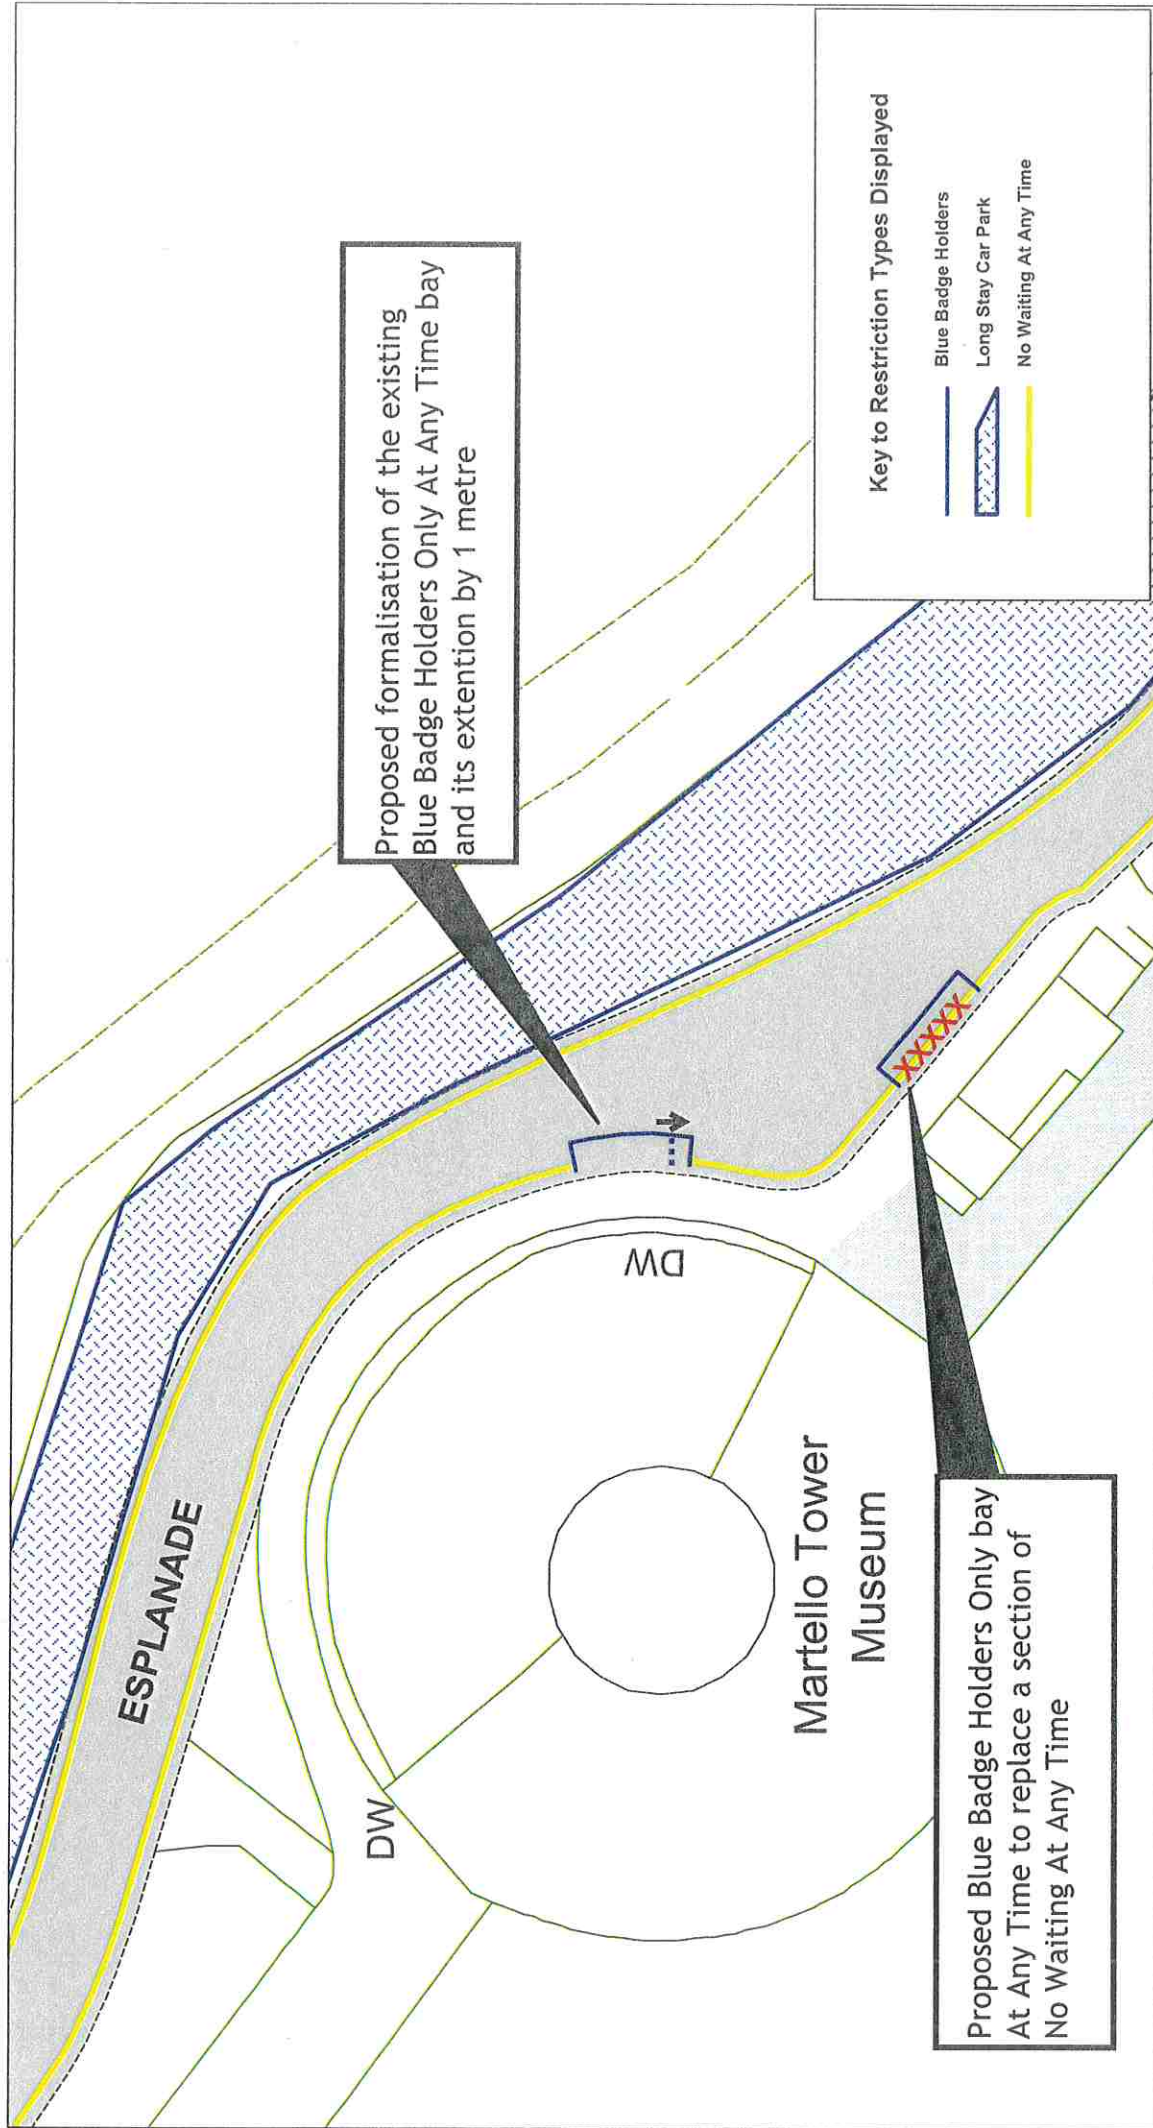 ESPLANADE
Proposed formalisation of the existing
Blue Badge Holders Only At Any Time bay
and its extention by 1 metre
DW
DW
Martello Tower
Museum
XXXXX
Proposed Blue Badge Holders Only bay
At Any Time to replace a section of
No Waiting At Any Time
Key to Restriction Types Displayed
Blue Badge Holders
Long Stay Car Park
No Waiting At Any Time